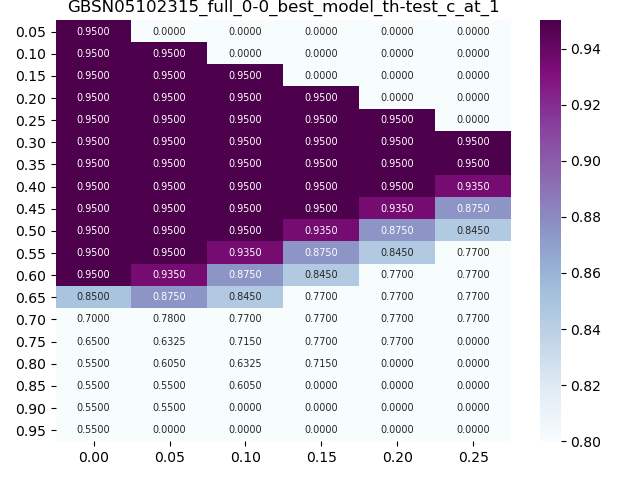 GBSN05102315_full_0-0_best_model_th-test_c_at_1
0.05 0.9500 0.0000 0.0000 0.0000 0.0000 0.0000
0.10 0.9500 0.9500 0.0000 0.0000 0.0000 0.0000
0.15 0.9500 0.9500 0.9500 0.0000 0.0000 0.0000
0.20 0.9500 0.9500 0.9500 0.9500 0.0000 0.0000
0.25 0.9500 0.9500 0.9500 0.9500 0.9500 0.0000
0.30 0.9500 0.9500 0.9500 0.9500 0.9500 0.9500
0.35 0.9500 0.9500 0.9500 0.9500 0.9500 0.9500
0.40 0.9500 0.9500 0.9500 0.9500 0.9500 0.9350
0.45 0.9500 0.9500 0.9500 0.9500 0.9350 0.8750
0.50 0.9500 0.9500 0.9500 0.9350 0.8750 0.8450
0.55 0.9500 0.9500 0.9350 0.8750 0.8450 0.7700
0.60 0.9500 0.9350 0.8750 0.8450 0.7700 0.7700
0.65 0.8500 0.8750 0.8450 0.7700 0.7700 0.7700
0.70 0.7000 0.7800 0.7700 0.7700 0.7700 0.7700
0.75 0.6500 0.6325 0.7150 0.7700 0.7700 0.0000
0.80 0.5500 0.6050 0.6325 0.7150 0.0000 0.0000
0.85 0.5500 0.5500 0.6050 0.0000 0.0000 0.0000
0.90 0.5500 0.5500 0.0000 0.0000 0.0000 0.0000
0.95 0.5500 0.0000 0.0000 0.0000 0.0000 0.0000
0.00 0.05 0.10 0.15 0.20 0.25
0.94
0.92
0.90
0.88
0.86
0.84
0.82
0.80